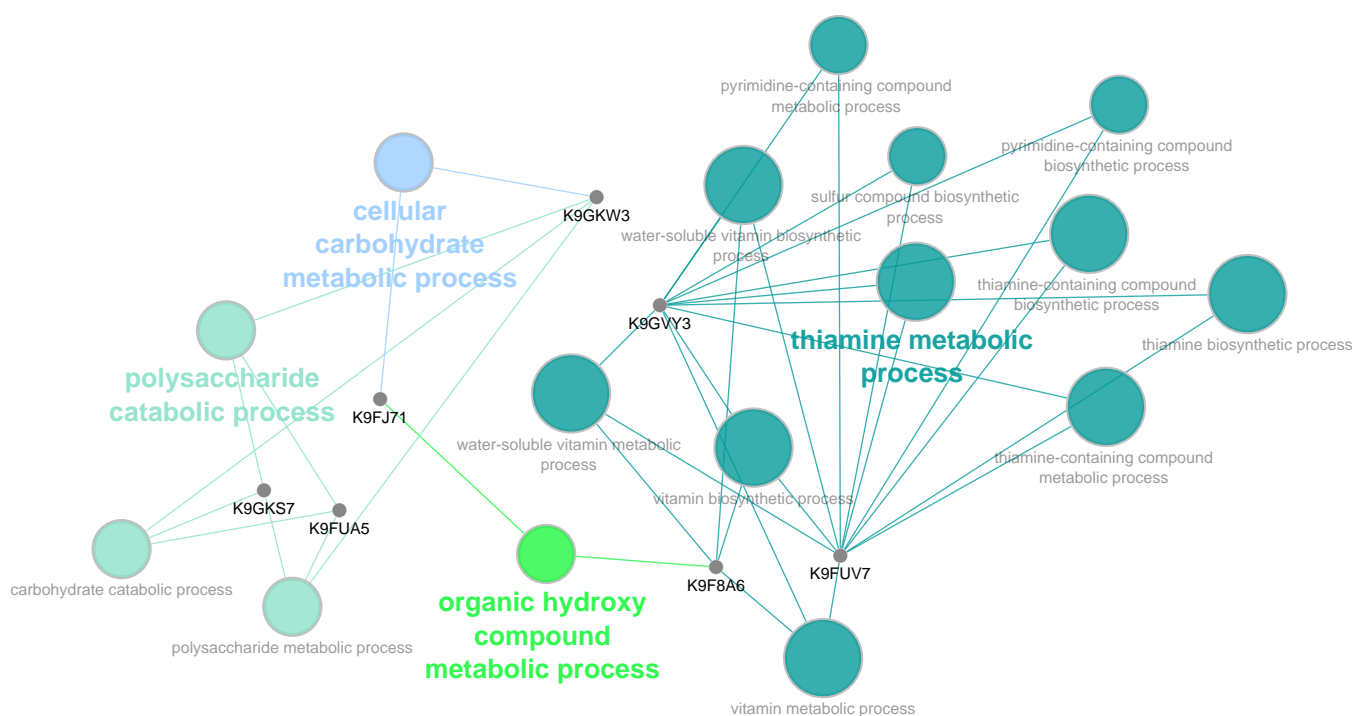 pyrimidine-containing compound
metabolic process
pyrimidine-containing compound
biosynthetic process
sulfur compound biosynthetic
process
cellular
carbohydrate
metabolic process
K9GKW3
water-soluble vitamin biosynthetic
process
thiamine-containing compound
biosynthetic process
K9GVY3
thiamine metabolic
process
thiamine biosynthetic process
polysaccharide
catabolic process
K9FJ71
water-soluble vitamin metabolic
process
thiamine-containing compound
metabolic process
vitamin biosynthetic process
K9GKS7
K9FUA5
K9FUV7
K9F8A6
carbohydrate catabolic process
organic hydroxy
compound
metabolic process
polysaccharide metabolic process
vitamin metabolic process